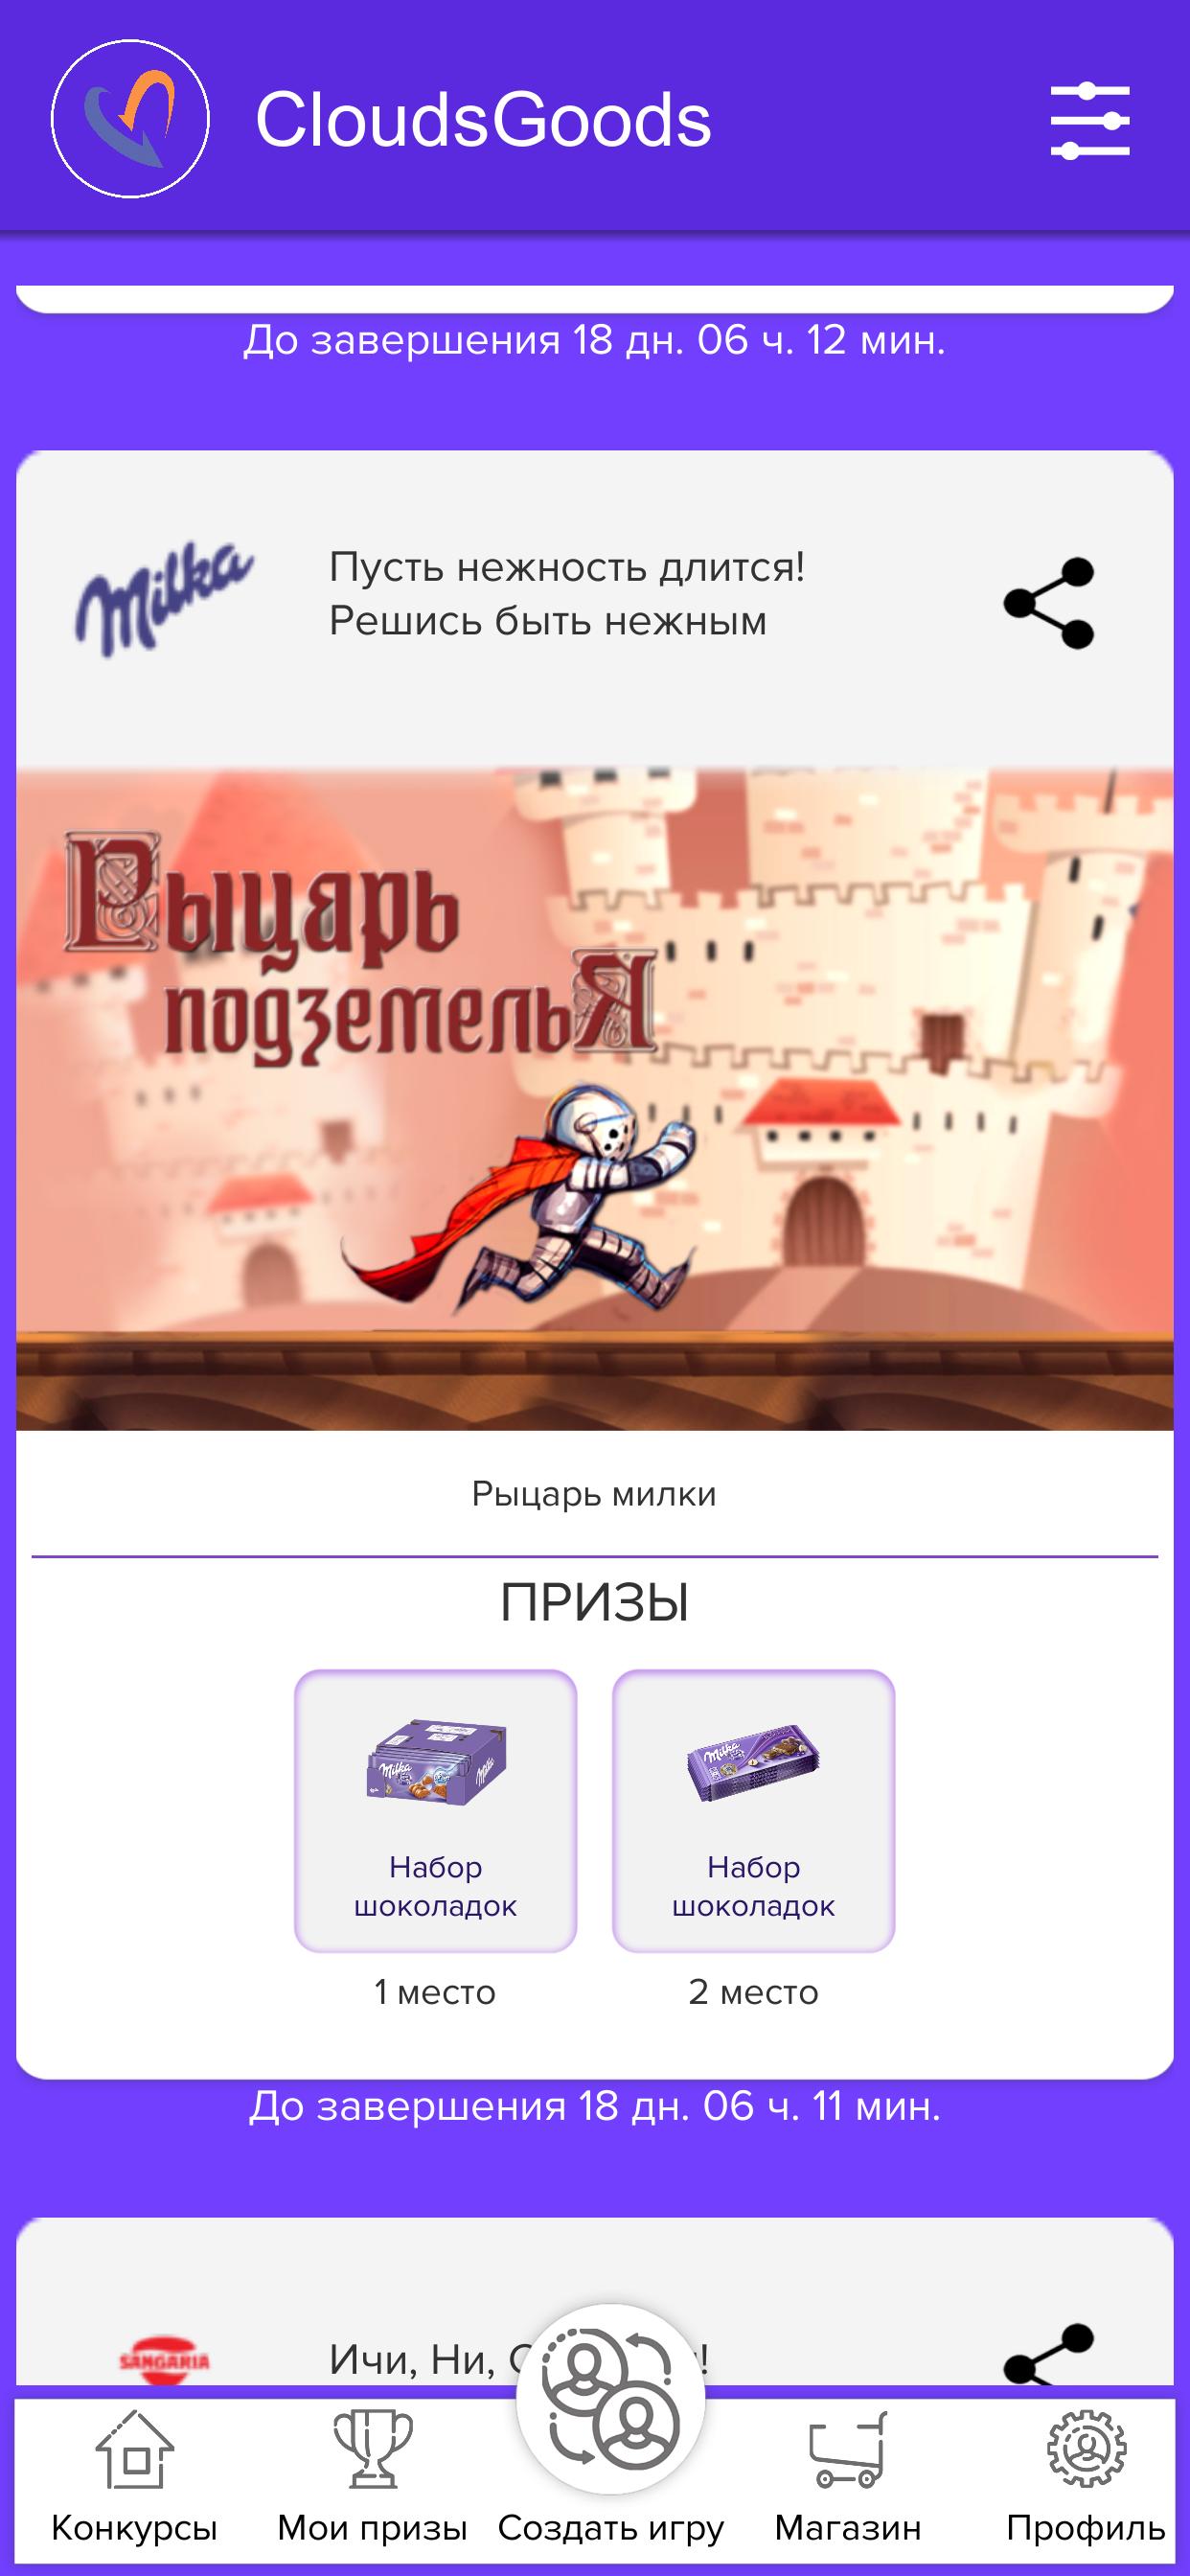 CloudsGoods
До завершения 18 дн. 06 ч. 12 мин.
Milka
Пусть нежность длится!
Решись быть нежным
Рыцарь
подземельЯ
Рыцарь милки
ПРИЗЫ
Milka
Milka
Milka
Набор
шоколадок
Набор
шоколадок
1 место
2 место
До завершения 18 дн. 06 ч. 11 мин.
SANGARIA
Ичи, Ни,
Конкурсы
Мои призы
Создать игру
Магазин
Профиль